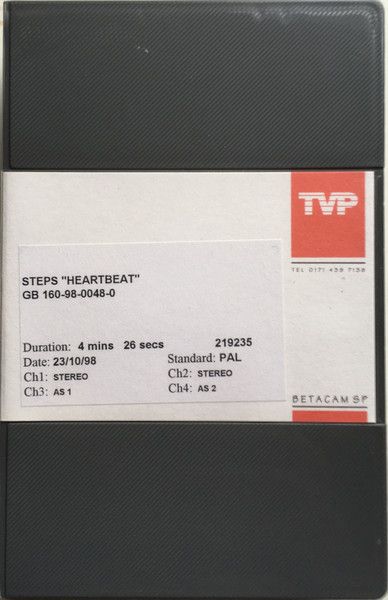 TVP
TEL 0171 439 7138
STEPS "HEARTBEAT"
GB 160-98-0048-0
Duration: 4 mins 26 secs 219235
Date: 23/10/98 Standard: PAL
Ch1: STEREO Ch2: STEREO
Ch3: AS 1 Ch4: AS 2
BETACAM SP